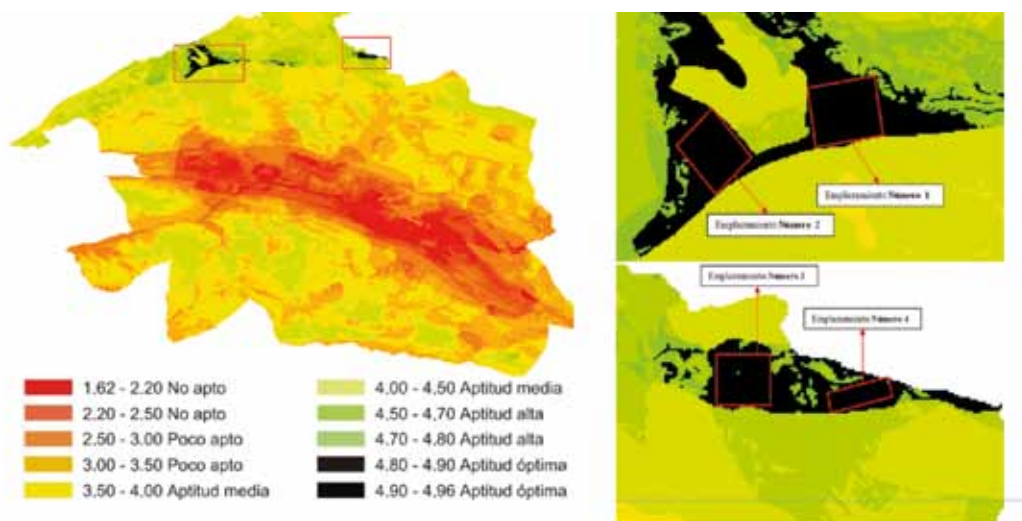 1.62 - 2.20 No apto
2.20 - 2.50 No apto
2.50 - 3.00 Poco apto
3.00 - 3.50 Poco apto
3.50 - 4.00 Aptitud media
4.00 - 4,50 Aptitud media
4.50 - 4.70 Aptitud alta
4.70 - 4,80 Aptitud alta
4.80 - 4.90 Aptitud óptima
4.90 - 4.96 Aptitud óptima
Emplazamiento Número 1
Emplazamiento Número 2
Emplazamiento Número 3
Emplazamiento Número 4